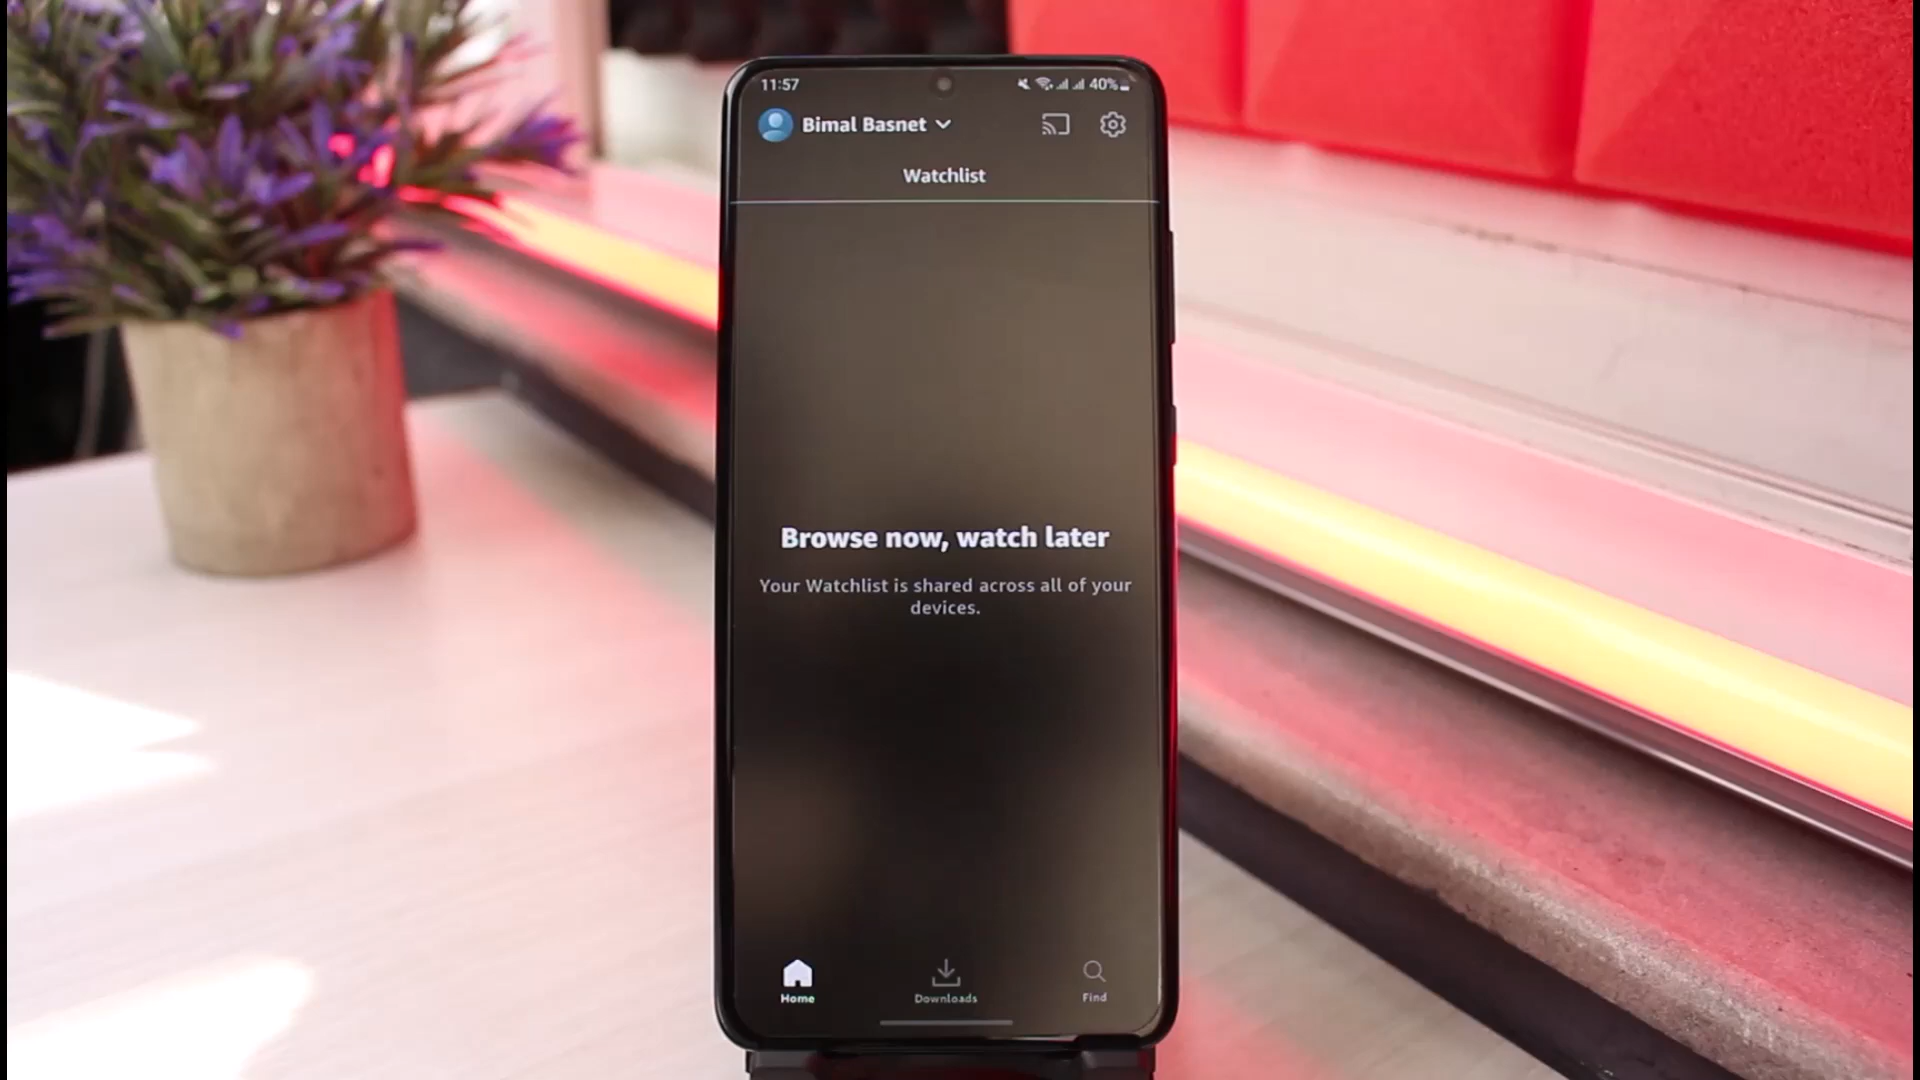 11:57
40%
Bimal Basnet
Watchlist
Browse now, watch later
Your Watchlist is shared across all of your
devices.
Home
Downloads
Find